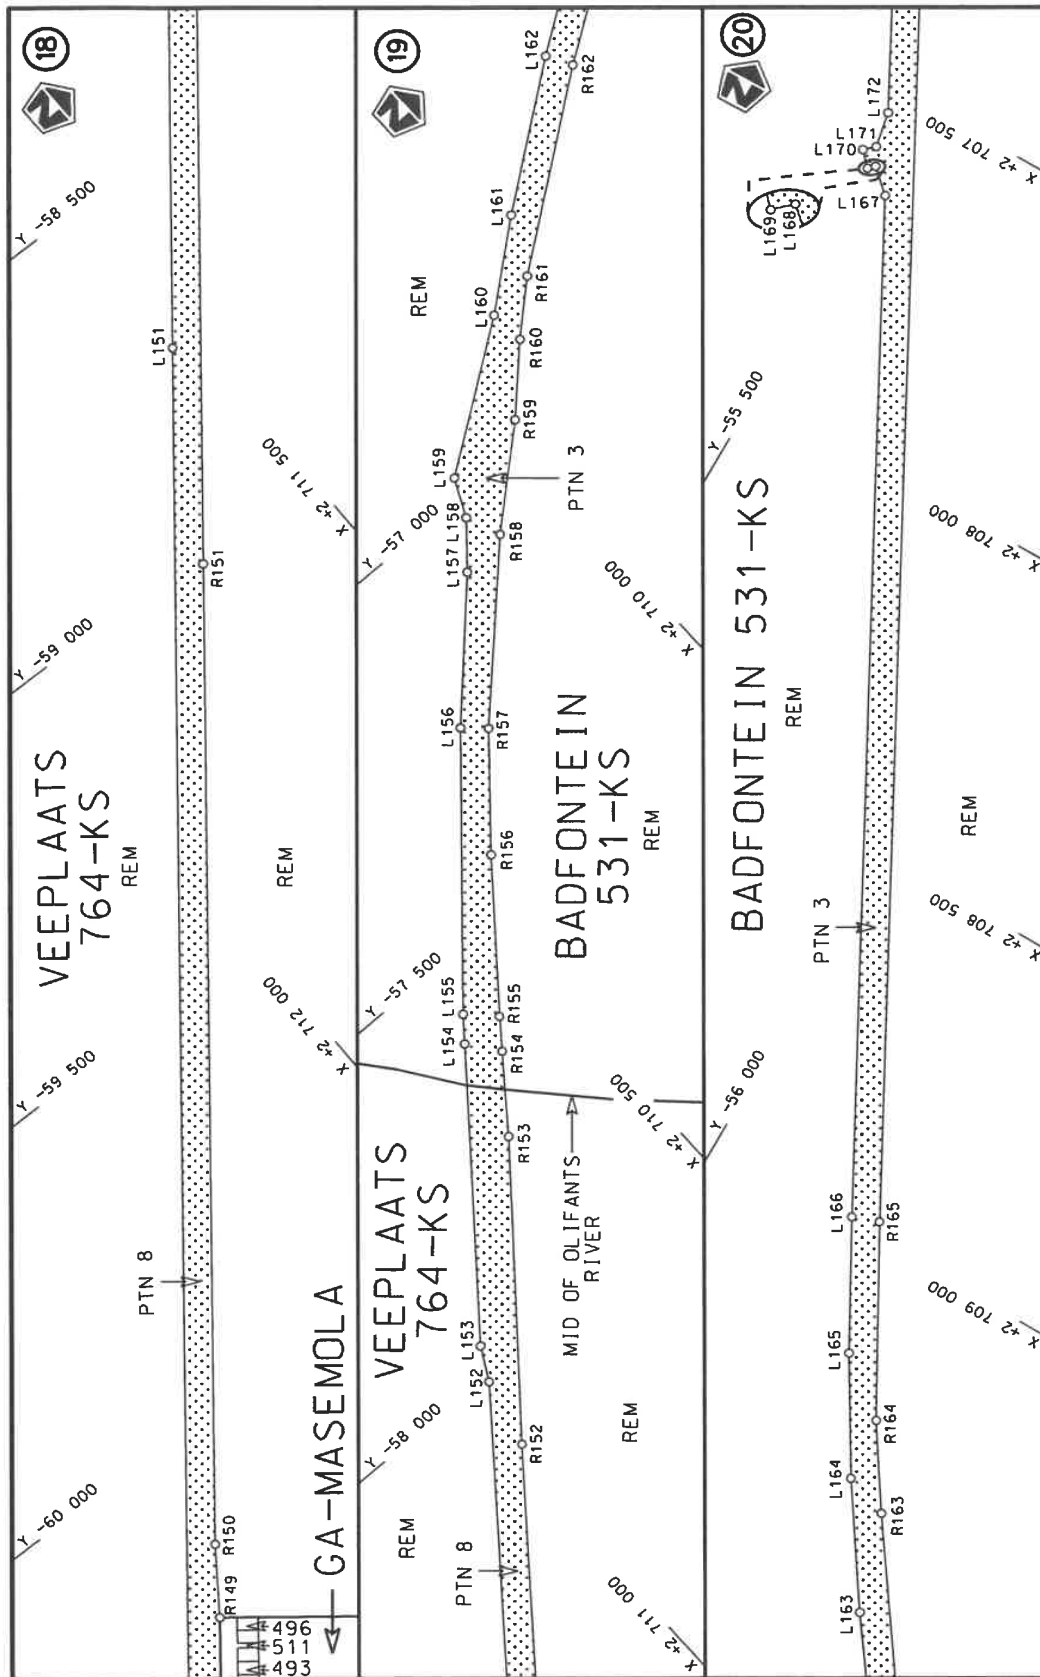 18
N
Y -58 500
L151
R151
X +2 711 500
Y -59 000
VEEPLAATS
764-KS
REM
REM
X +2 712 000
Y -59 500
PTN 8
Y -60 000
R150
R149
GA-MASEMOLA
496
511
493
19
N
L162
R162
L161
R161
REM
L160
R160
R159
L159
PTN 3
L158
Y -57 000
R158
L157
X +2 710 000
L156
R157
BADFONTEIN
531-KS
REM
R156
Y -57 500
L155
R155
L154
R154
X +2 710 500
R153
VEEPLAATS
764-KS
MID OF OLIFANTS
RIVER
L153
L152
R152
Y -58 000
REM
REM
PTN 8
X +2 711 000
20
N
L172
L171
L170
X +2 707 500
L167
L169
L168
Y -55 500
X +2 708 000
BADFONTEIN 531-KS
REM
REM
PTN 3
X +2 708 500
Y -56 000
L166
R165
X +2 709 000
L165
R164
L164
R163
L163